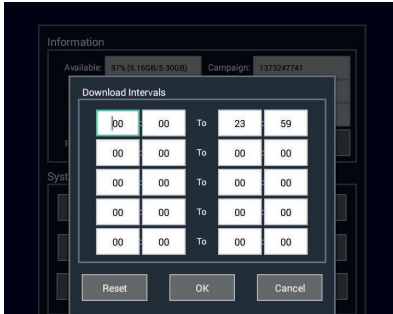 Information
Available: 97% (5.16GB/5.30GB) Campaign: 1373247741
Download Intervals
00 : 00 To 23 : 59
00 : 00 To 00 : 00
00 : 00 To 00 : 00
00 : 00 To 00 : 00
00 : 00 To 00 : 00
Syst
Reset OK Cancel